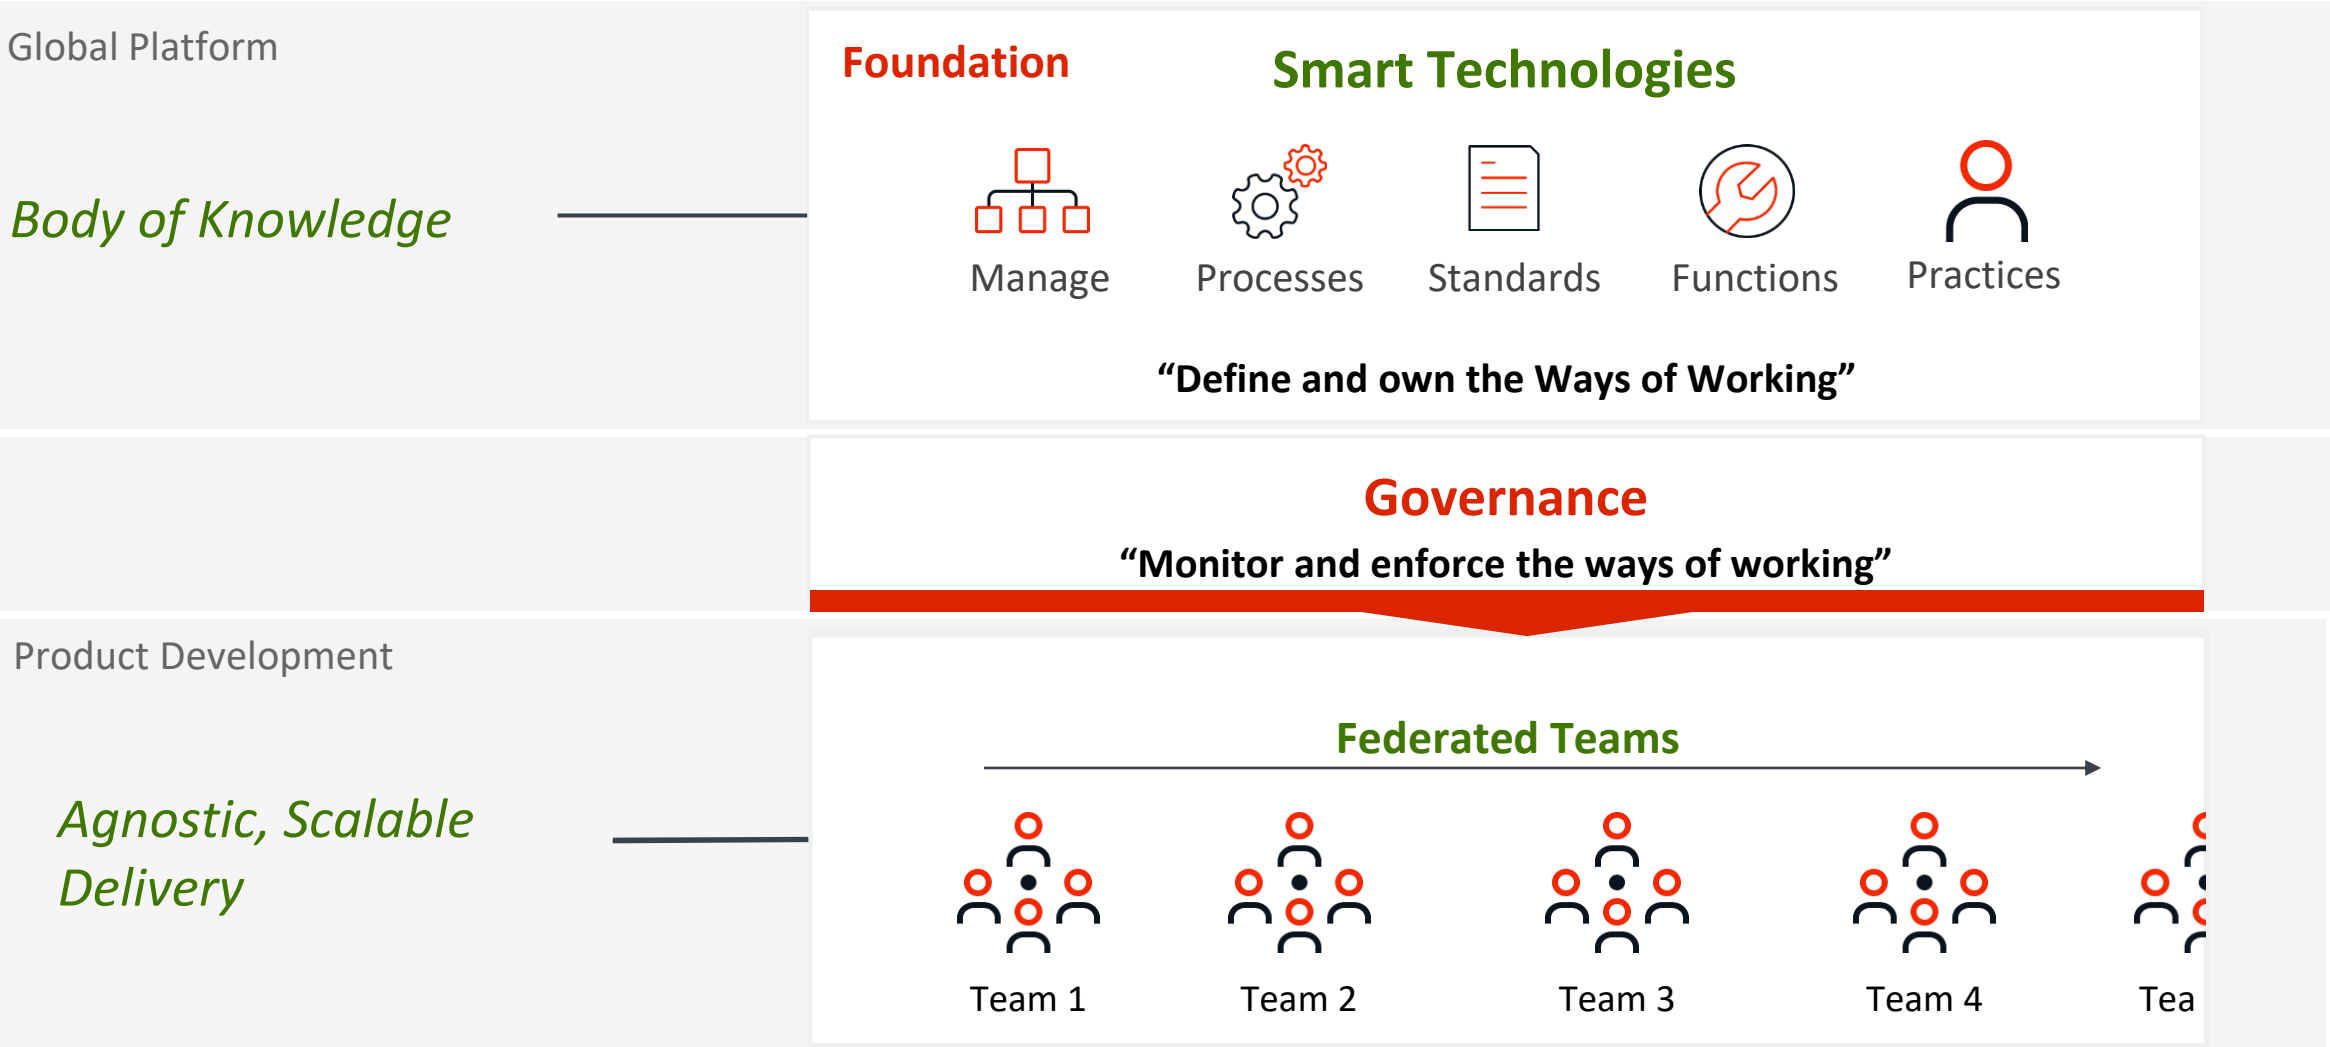 Global Platform
Foundation
Smart Technologies
Body of Knowledge
Manage
Processes
Standards
Functions
Practices
“Define and own the Ways of Working”
Governance
“Monitor and enforce the ways of working”
Product Development
Federated Teams
Agnostic, Scalable
Delivery
Team 1
Team 2
Team 3
Team 4
Tea